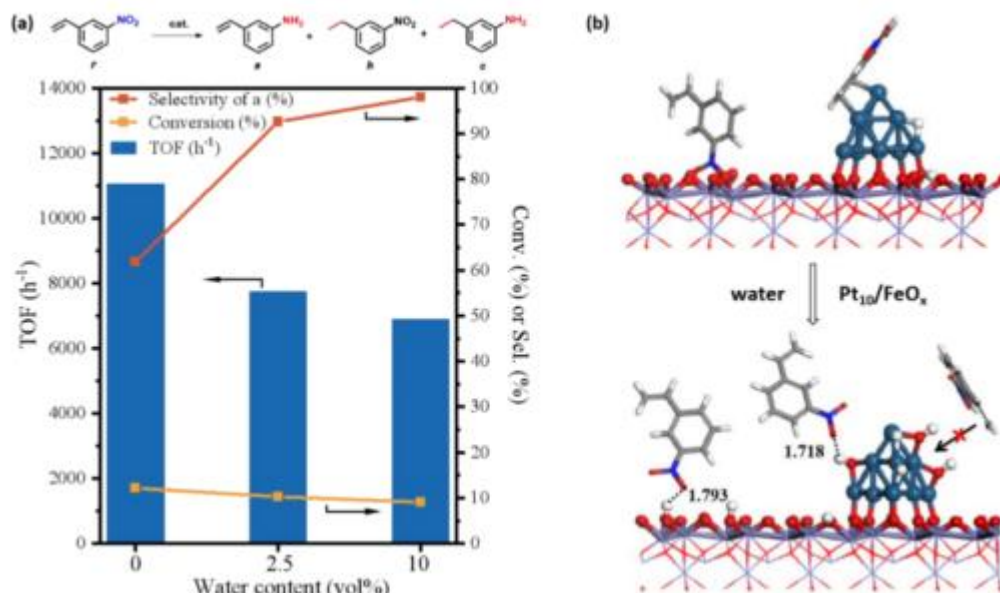 (a)
NO₂
cat.
NH₂
+
NO₂
+
NH₂
r
a
b
c
Selectivity of a (%)
Conversion (%)
TOF (h⁻¹)
14000
12000
10000
8000
6000
4000
2000
0
TOF (h⁻¹)
100
90
80
70
60
50
40
30
20
10
0
Conv. (%) or Sel. (%)
0
2.5
10
Water content (vol%)
(b)
water
Pt₁₀/FeOₓ
1.718
1.793